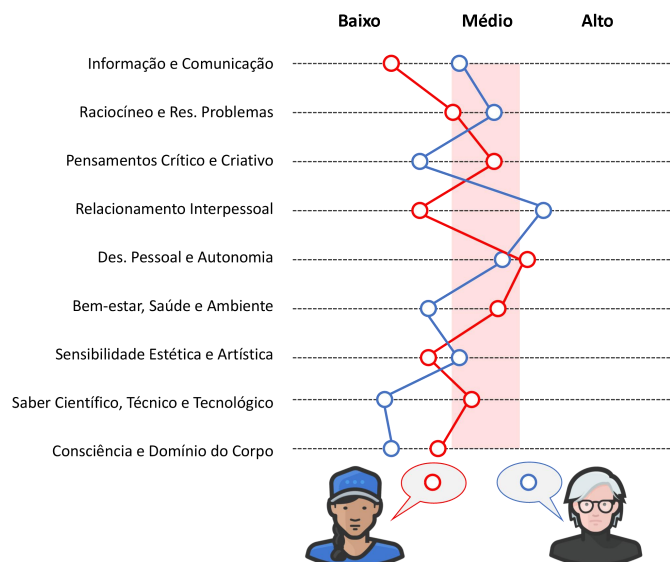 Baixo Médio Alto
Informação e Comunicação
Raciocíneo e Res. Problemas
Pensamentos Crítico e Criativo
Relacionamento Interpessoal
Des. Pessoal e Autonomia
Bem-estar, Saúde e Ambiente
Sensibilidade Estética e Artística
Saber Científico, Técnico e Tecnológico
Consciência e Domínio do Corpo